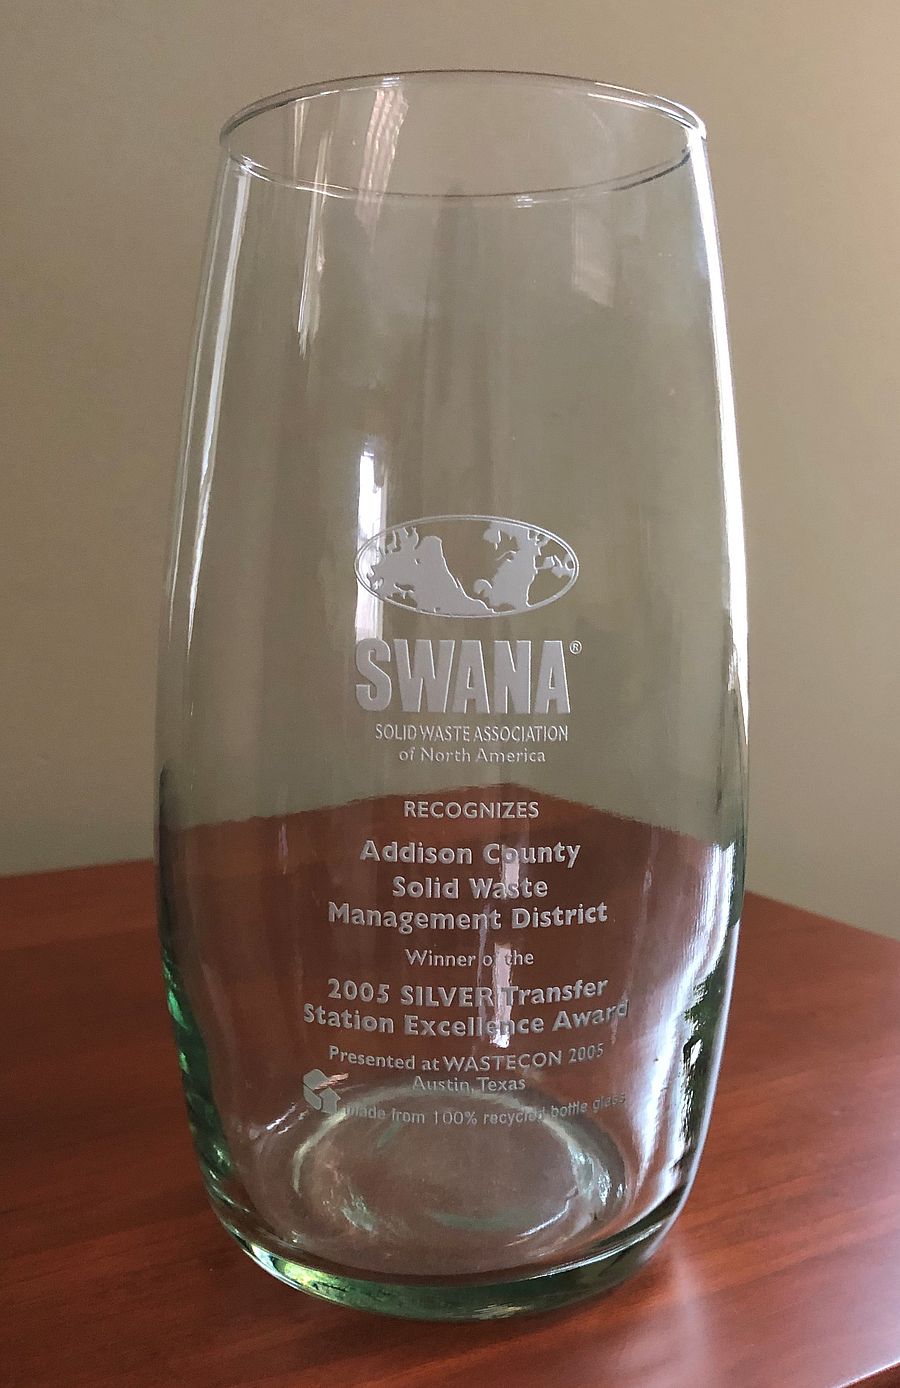 SWANA®
SOLID WASTE ASSOCIATION
of North America
RECOGNIZES
Addison County
Solid Waste
Management District
Winner of the
2005 SILVER Transfer
Station Excellence Award
Presented at WASTECON 2005
Austin, Texas
made from 100% recycled bottle glass